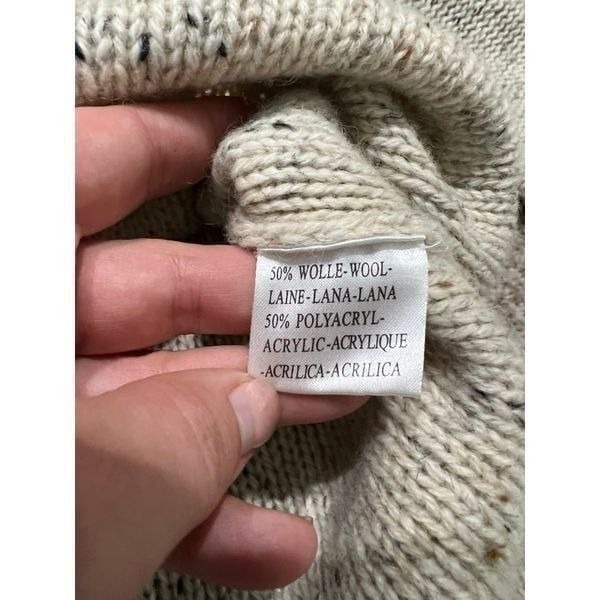 50% WOLLE-WOOL-
LAINE-LANA-LANA
50% POLYACRYL-
ACRYLIC-ACRYLIQUE
-ACRILICA-ACRILICA